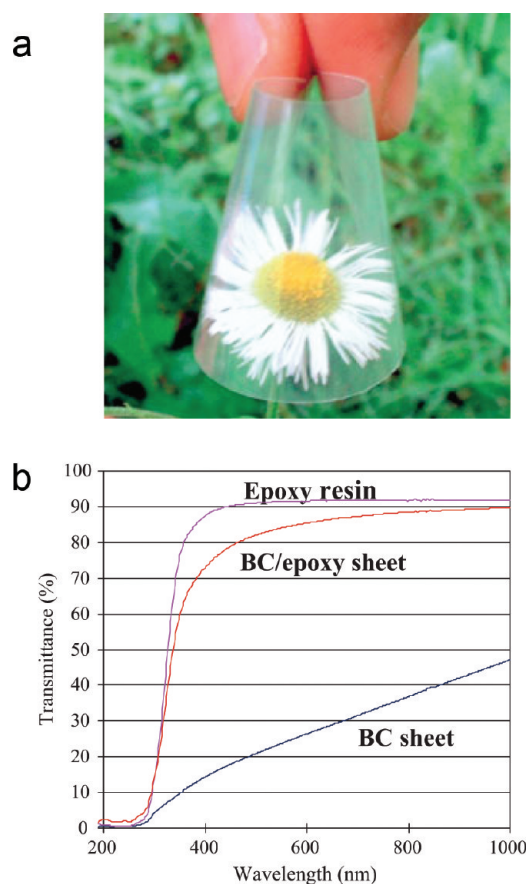 a
b
100
90
80
70
60
50
40
30
20
10
0
Transmittance (%)
Epoxy resin
BC/epoxy sheet
BC sheet
200
400
600
800
1000
Wavelength (nm)